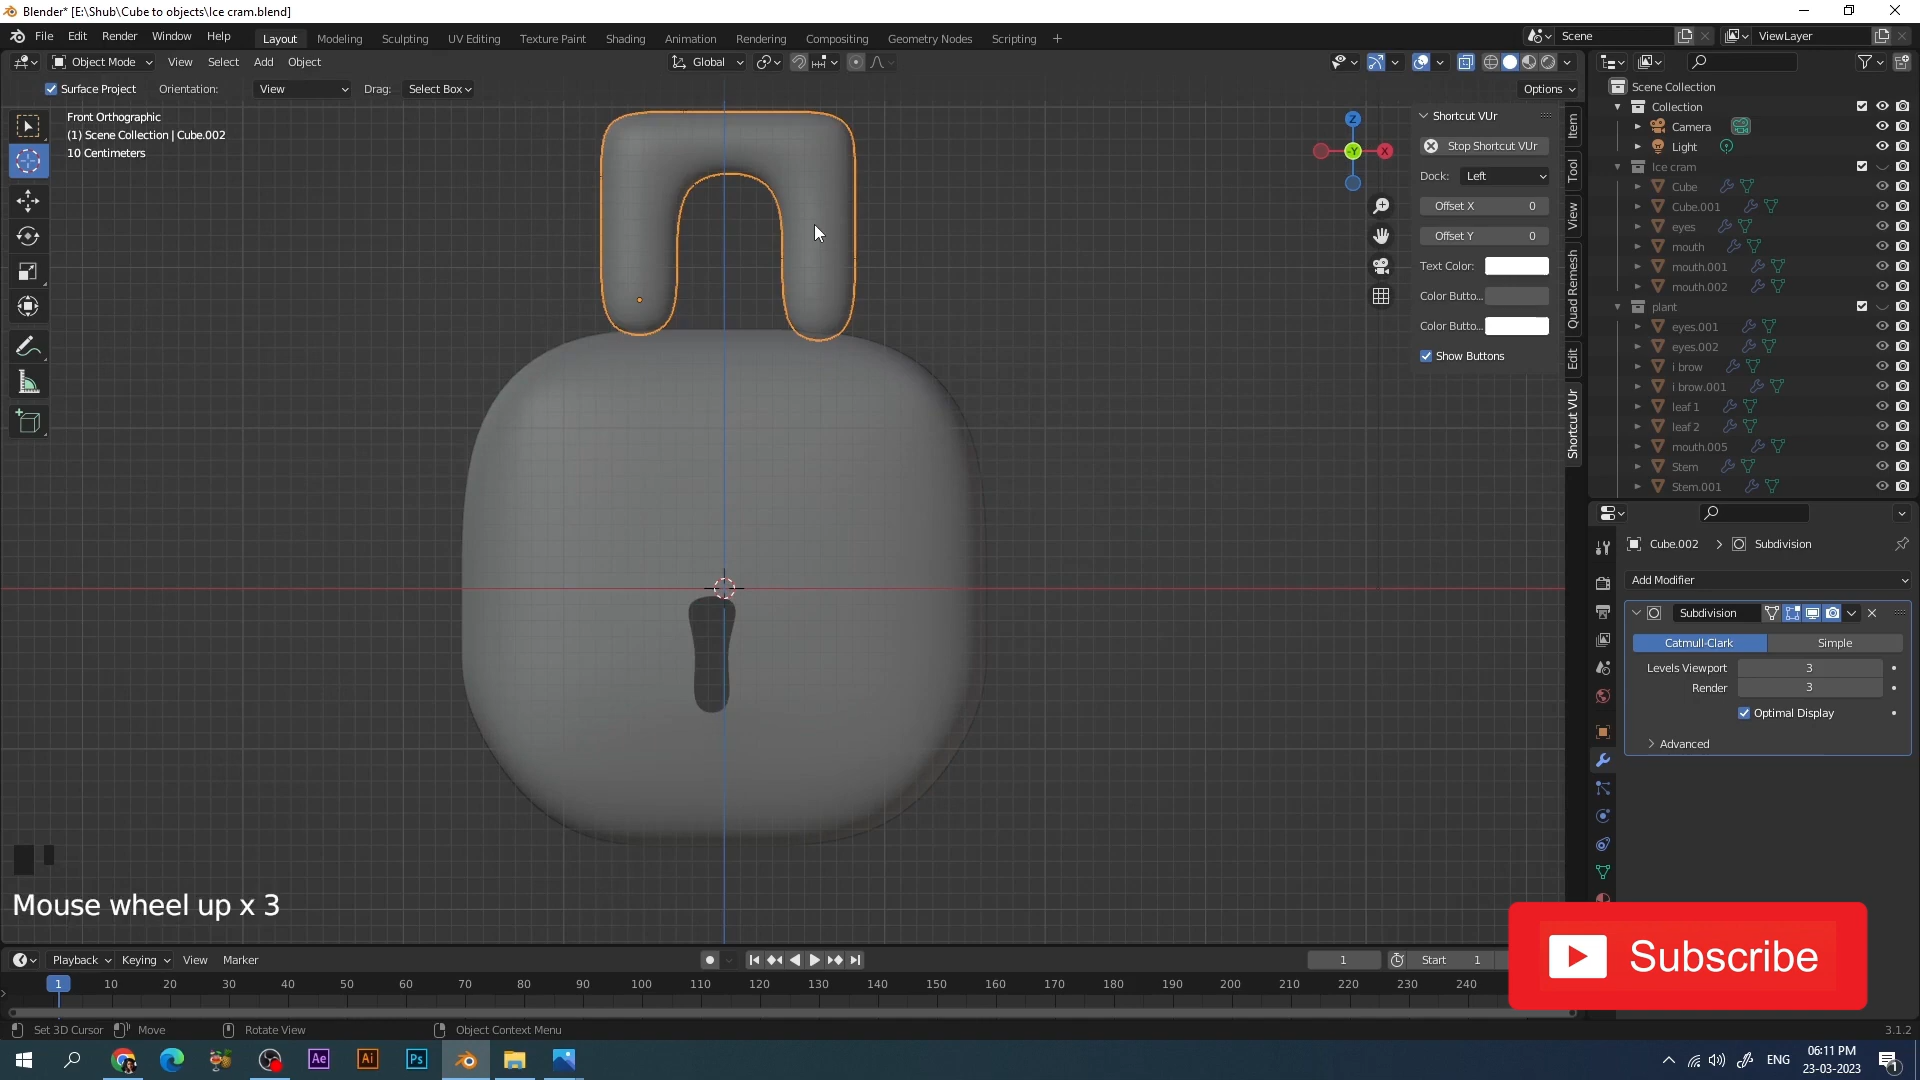 Blender* [E:\Shub\Cube to objects\Ice cram.blend]
File Edit Render Window Help Layout Modeling Sculpting UV Editing Texture Paint Shading Animation Rendering Compositing Geometry Nodes Scripting + Scene ViewLayer
Object Mode View Select Add Object Global
Surface Project Orientation: View Drag: Select Box Options
Front Orthographic
(1) Scene Collection | Cube.002
10 Centimeters
Z
-Y X
Shortcut VUr
Stop Shortcut VUr
Dock: Left
Offset X 0
Offset Y 0
Text Color:
Color Butto...
Color Butto...
Show Buttons
Item
Tool
View
Quad Remesh
Edit
Shortcut VUr
Scene Collection
Collection
Camera
Light
Ice cram
Cube
Cube.001
eyes
mouth
mouth.001
mouth.002
plant
eyes.001
eyes.002
i brow
i brow.001
leaf 1
leaf 2
mouth.005
Stem
Stem.001
Cube.002 > Subdivision
Add Modifier
Subdivision
Catmull-Clark Simple
Levels Viewport 3
Render 3
Optimal Display
Advanced
Mouse wheel up x 3
Subscribe
Playback Keying View Marker 1 Start 1
1 10 20 30 40 50 60 70 80 90 100 110 120 130 140 150 160 170 180 190 200 210 220 230 240
Set 3D Cursor Move Rotate View Object Context Menu 3.1.2
Ae Ai Ps ENG 06:11 PM
23-03-2023 1